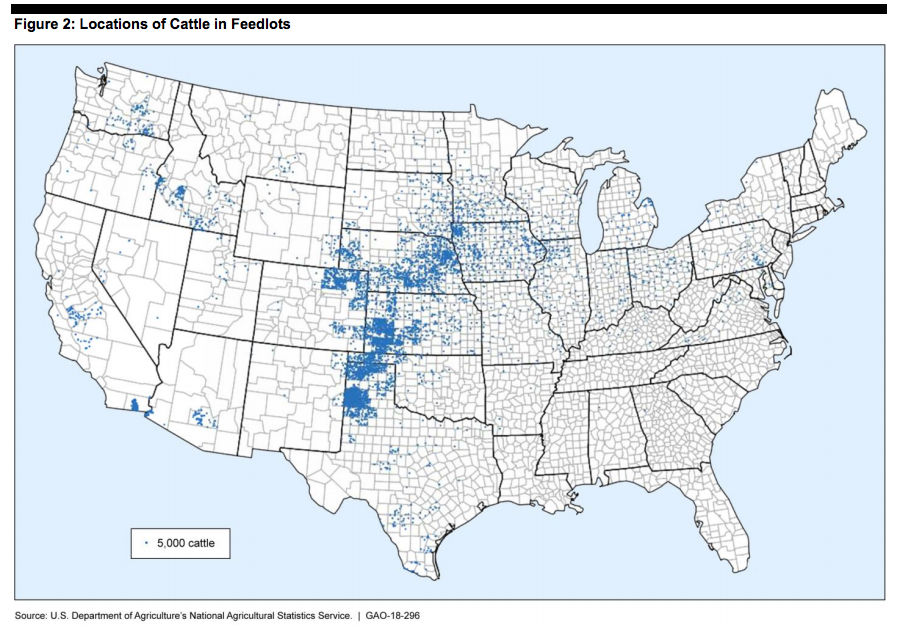 Figure 2: Locations of Cattle in Feedlots
5,000 cattle
Source: U.S. Department of Agriculture's National Agricultural Statistics Service. | GAO-18-296